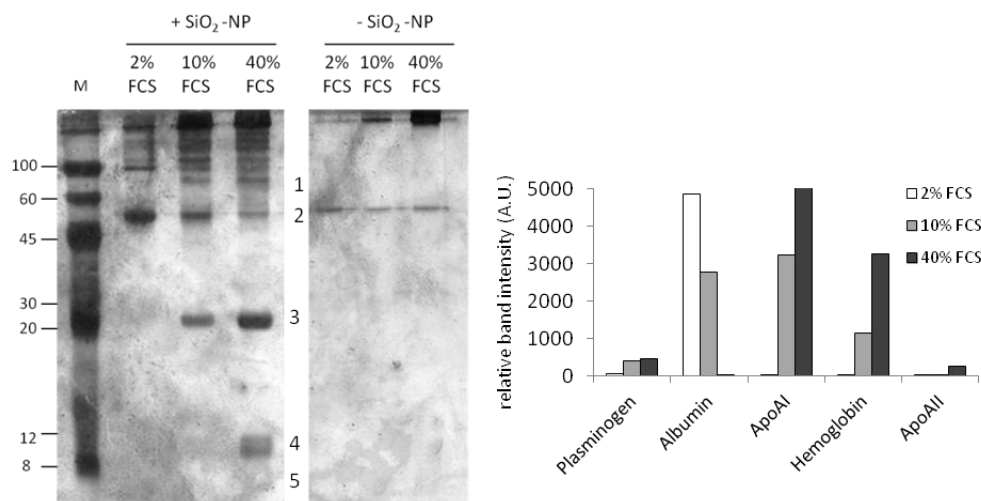 + SiO₂ -NP
- SiO₂ -NP
M
2% FCS
10% FCS
40% FCS
2% FCS
10% FCS
40% FCS
100
60
45
30
20
12
8
1
2
3
4
5
relative band intensity (A.U.)
5000
4000
3000
2000
1000
0
2% FCS
10% FCS
40% FCS
Plasminogen
Albumin
ApoAI
Hemoglobin
ApoAII